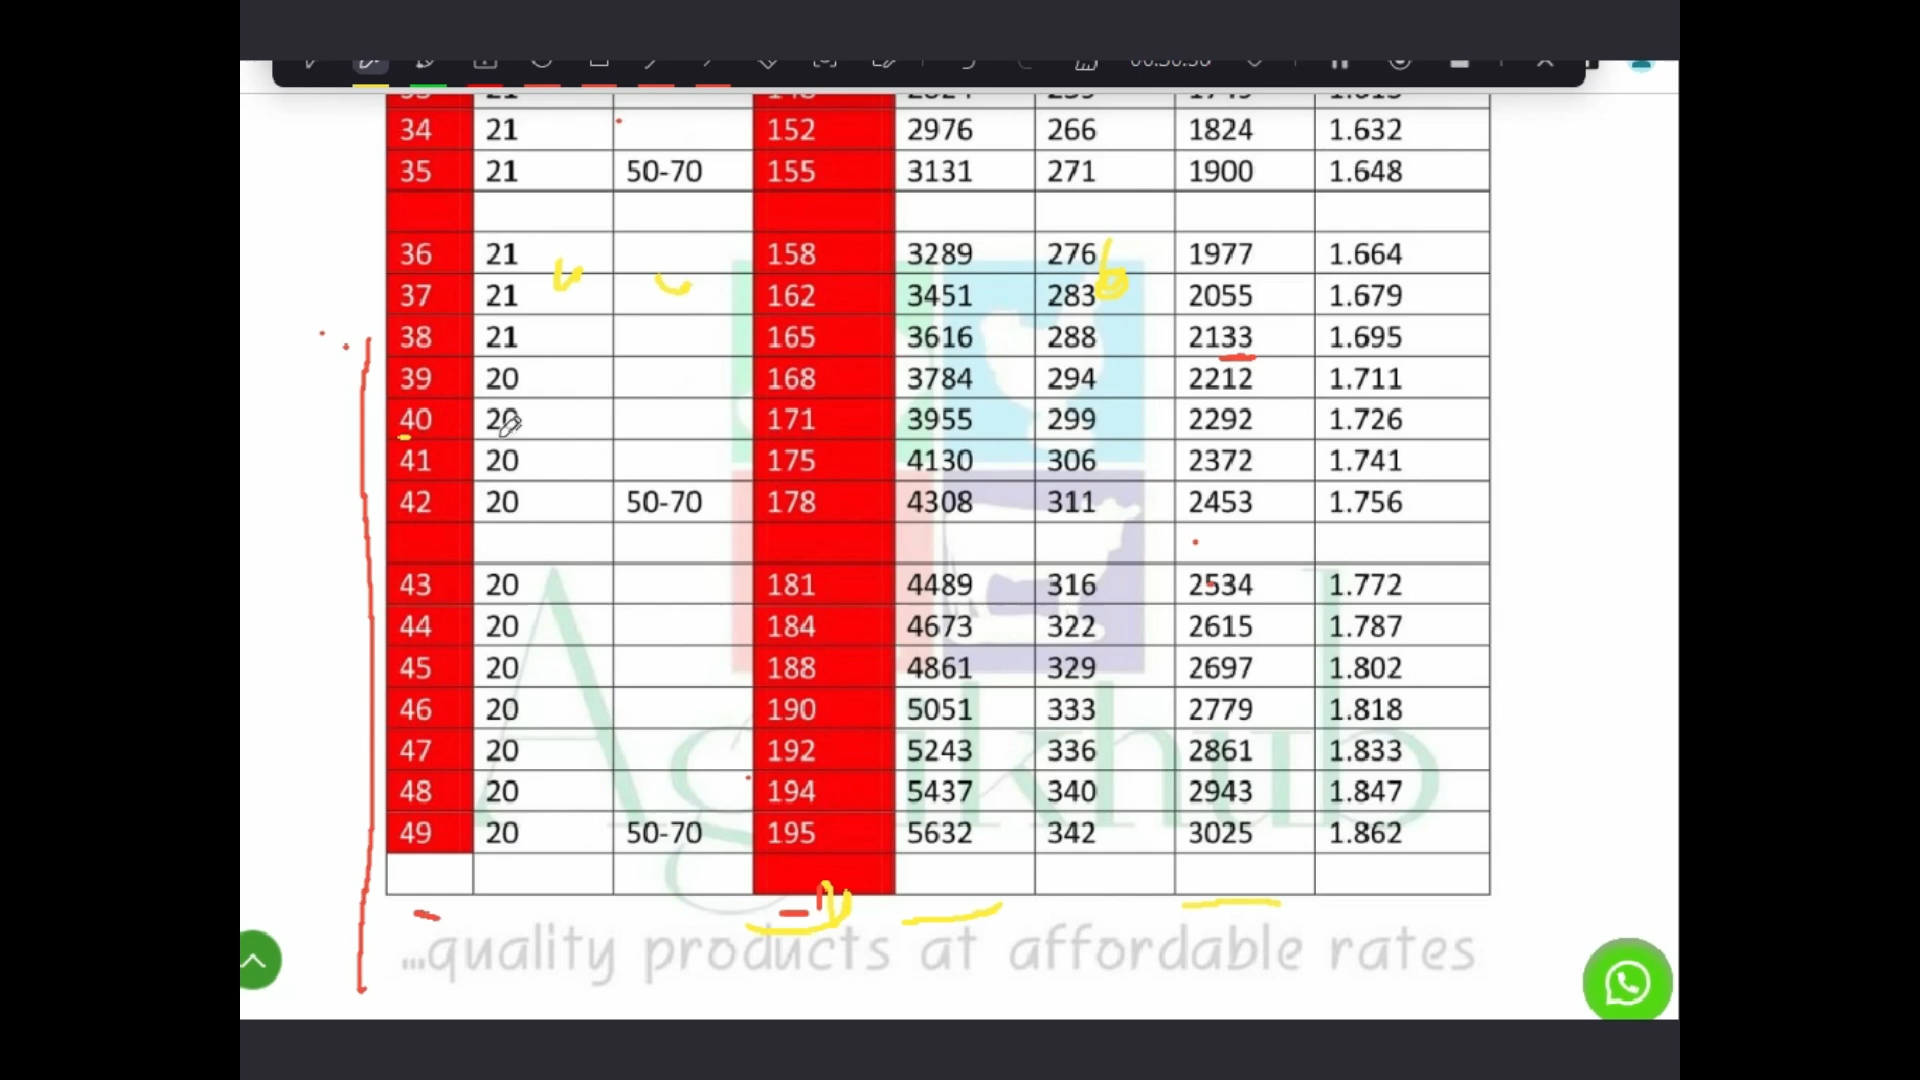 34 21 152 2976 266 1824 1.632
35 21 50-70 155 3131 271 1900 1.648
36 21 158 3289 276 1977 1.664
37 21 162 3451 283 2055 1.679
38 21 165 3616 288 2133 1.695
39 20 168 3784 294 2212 1.711
40 20 171 3955 299 2292 1.726
41 20 175 4130 306 2372 1.741
42 20 50-70 178 4308 311 2453 1.756
43 20 181 4489 316 2534 1.772
44 20 184 4673 322 2615 1.787
45 20 188 4861 329 2697 1.802
46 20 190 5051 333 2779 1.818
47 20 192 5243 336 2861 1.833
48 20 194 5437 340 2943 1.847
49 20 50-70 195 5632 342 3025 1.862
Agrikhub
...quality products at affordable rates